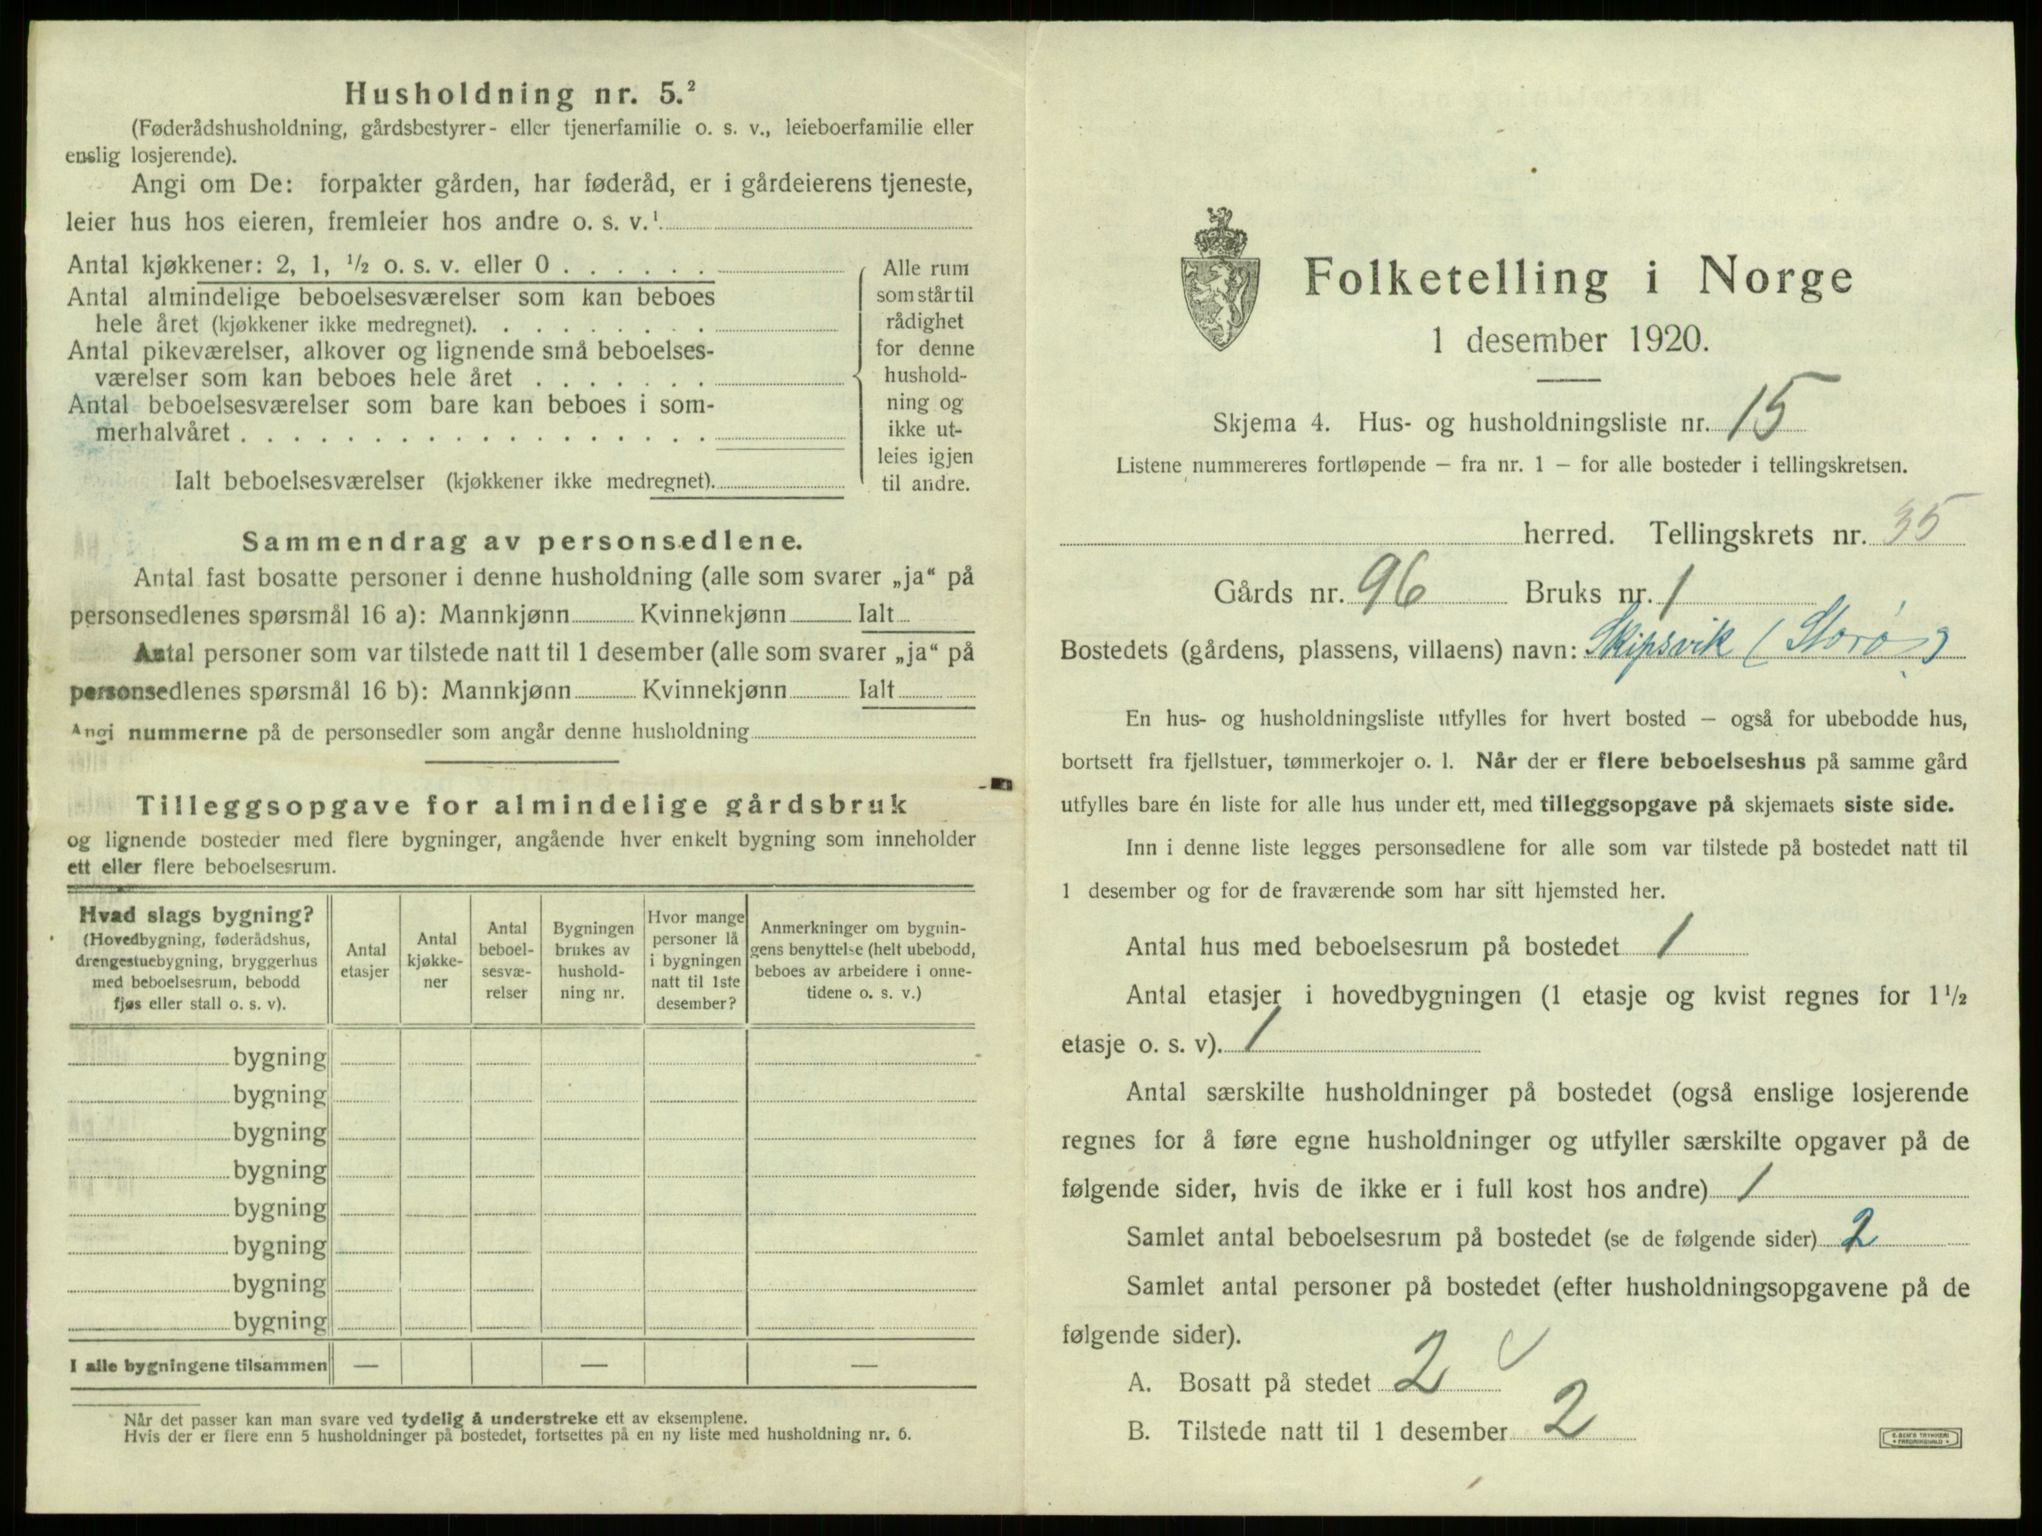 Husholdning nr. 5.²
(Føderådshusholdning, gårdsbestyrer- eller tjenerfamilie o. s. v., leieboerfamilie eller
enslig losjerende).
Angi om De: forpakter gården, har føderåd, er i gårdeierens tjeneste,
leier hus hos eieren, fremleier hos andre o. s. v.¹
Antal kjøkkener: 2, 1, ½ o. s. v. eller 0 . . . . . .
Antal almindelige beboelsesværelser som kan beboes
hele året (kjøkkener ikke medregnet). . . . . . . . .
Antal pikeværelser, alkover og lignende små beboelses-
værelser som kan beboes hele året . . . . . . .
Antal beboelsesværelser som bare kan beboes i som-
merhalvåret . . . . . . . . . . . . . . . . . .
Ialt beboelsesværelser (kjøkkener ikke medregnet).
Alle rum
som står til
rådighet
for denne
hushold-
ning og
ikke ut-
leies igjen
til andre.
Sammendrag av personsedlene.
Antal fast bosatte personer i denne husholdning (alle som svarer „ja“ på
personsedlenes spørsmål 16 a): Mannkjønn Kvinnekjønn Ialt
Antal personer som var tilstede natt til 1 desember (alle som svarer „ja“ på
personsedlenes spørsmål 16 b): Mannkjønn Kvinnekjønn Ialt
Angi nummerne på de personsedler som angår denne husholdning
Tilleggsopgave for almindelige gårdsbruk
og lignende bosteder med flere bygninger, angående hver enkelt bygning som inneholder
ett eller flere beboelsesrum.
Hvad slags bygning?
(Hovedbygning, føderådshus,
drengestuebygning, bryggerhus
med beboelsesrum, bebodd
fjøs eller stall o. s. v).
Antal
etasjer
Antal
kjøkke-
ner
Antal
beboel-
sesvæ-
relser
Bygningen
brukes av
hushold-
ning nr.
Hvor mange
personer lå
i bygningen
natt til 1ste
desember?
Anmerkninger om bygnin-
gens benyttelse (helt ubebodd,
beboes av arbeidere i onne-
tidene o. s. v.)
bygning
bygning
bygning
bygning
bygning
bygning
bygning
bygning
I alle bygningene tilsammen — — —
Når det passer kan man svare ved tydelig å understreke ett av eksemplene.
Hvis der er flere enn 5 husholdninger på bostedet, fortsettes på en ny liste med husholdning nr. 6.
Folketelling i Norge
1 desember 1920.
Skjema 4. Hus- og husholdningsliste nr. 15
Listene nummereres fortløpende – fra nr. 1 – for alle bosteder i tellingskretsen.
herred. Tellingskrets nr. 35
Gårds nr. 96 Bruks nr. 1
Bostedets (gårdens, plassens, villaens) navn: Skipsvik (Storø)
En hus- og husholdningsliste utfylles for hvert bosted – også for ubebodde hus,
bortsett fra fjellstuer, tømmerkojer o. l. Når der er flere beboelseshus på samme gård
utfylles bare én liste for alle hus under ett, med tilleggsopgave på skjemaets siste side.
Inn i denne liste legges personsedlene for alle som var tilstede på bostedet natt til
1 desember og for de fraværende som har sitt hjemsted her.
Antal hus med beboelsesrum på bostedet 1
Antal etasjer i hovedbygningen (1 etasje og kvist regnes for 1½
etasje o. s. v). 1
Antal særskilte husholdninger på bostedet (også enslige losjerende
regnes for å føre egne husholdninger og utfyller særskilte opgaver på de
følgende sider, hvis de ikke er i full kost hos andre) 1
Samlet antal beboelsesrum på bostedet (se de følgende sider) 2
Samlet antal personer på bostedet (efter husholdningsopgavene på de
følgende sider).
A. Bosatt på stedet 2
B. Tilstede natt til 1 desember 2